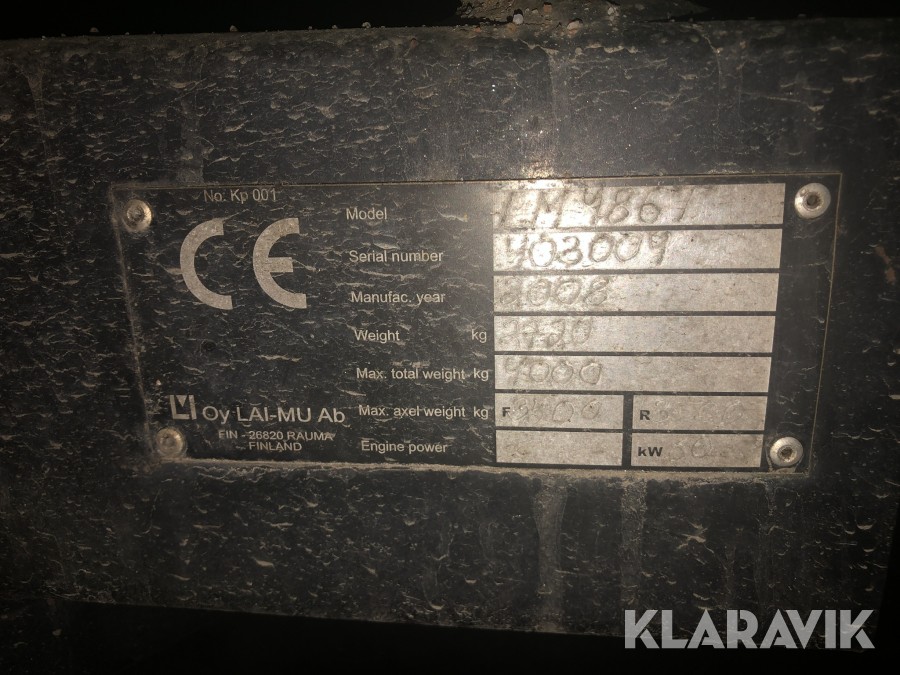 No: Kp 001
CE
Model
Serial number 403009
Manufac. year 2008
Weight kg
Max. total weight kg 4000
Max. axel weight kg F R
Engine power kW
LM Oy LAI-MU Ab
FIN - 26820 RAUMA
FINLAND
KLARAVIK